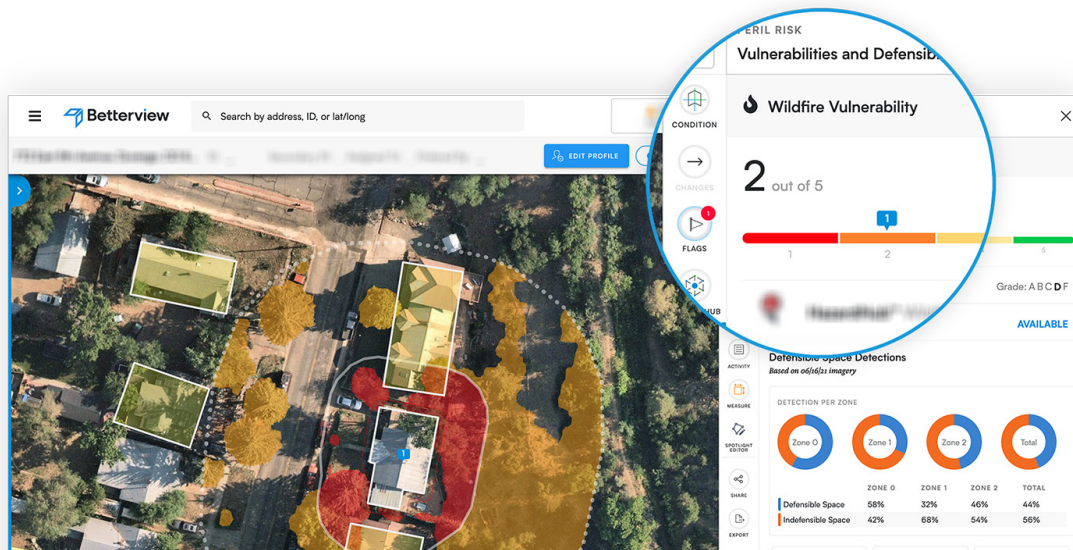 PERIL RISK
Vulnerabilities and Defensib
Wildfire Vulnerability
2 out of 5
1
1
2
5
CONDITION
CHANGES
1
FLAGS
HUB
Betterview
Search by address, ID, or lat/long
EDIT PROFILE
1
Grade: A B C D F
AVAILABLE
ACTIVITY
MEASURE
SPOTLIGHT
EDITOR
SHARE
EXPORT
Defensible Space Detections
Based on 06/16/21 imagery
DETECTION PER ZONE
Zone 0 Zone 1 Zone 2 Total
ZONE 0 ZONE 1 ZONE 2 TOTAL
Defensible Space 58% 32% 46% 44%
Indefensible Space 42% 68% 54% 56%